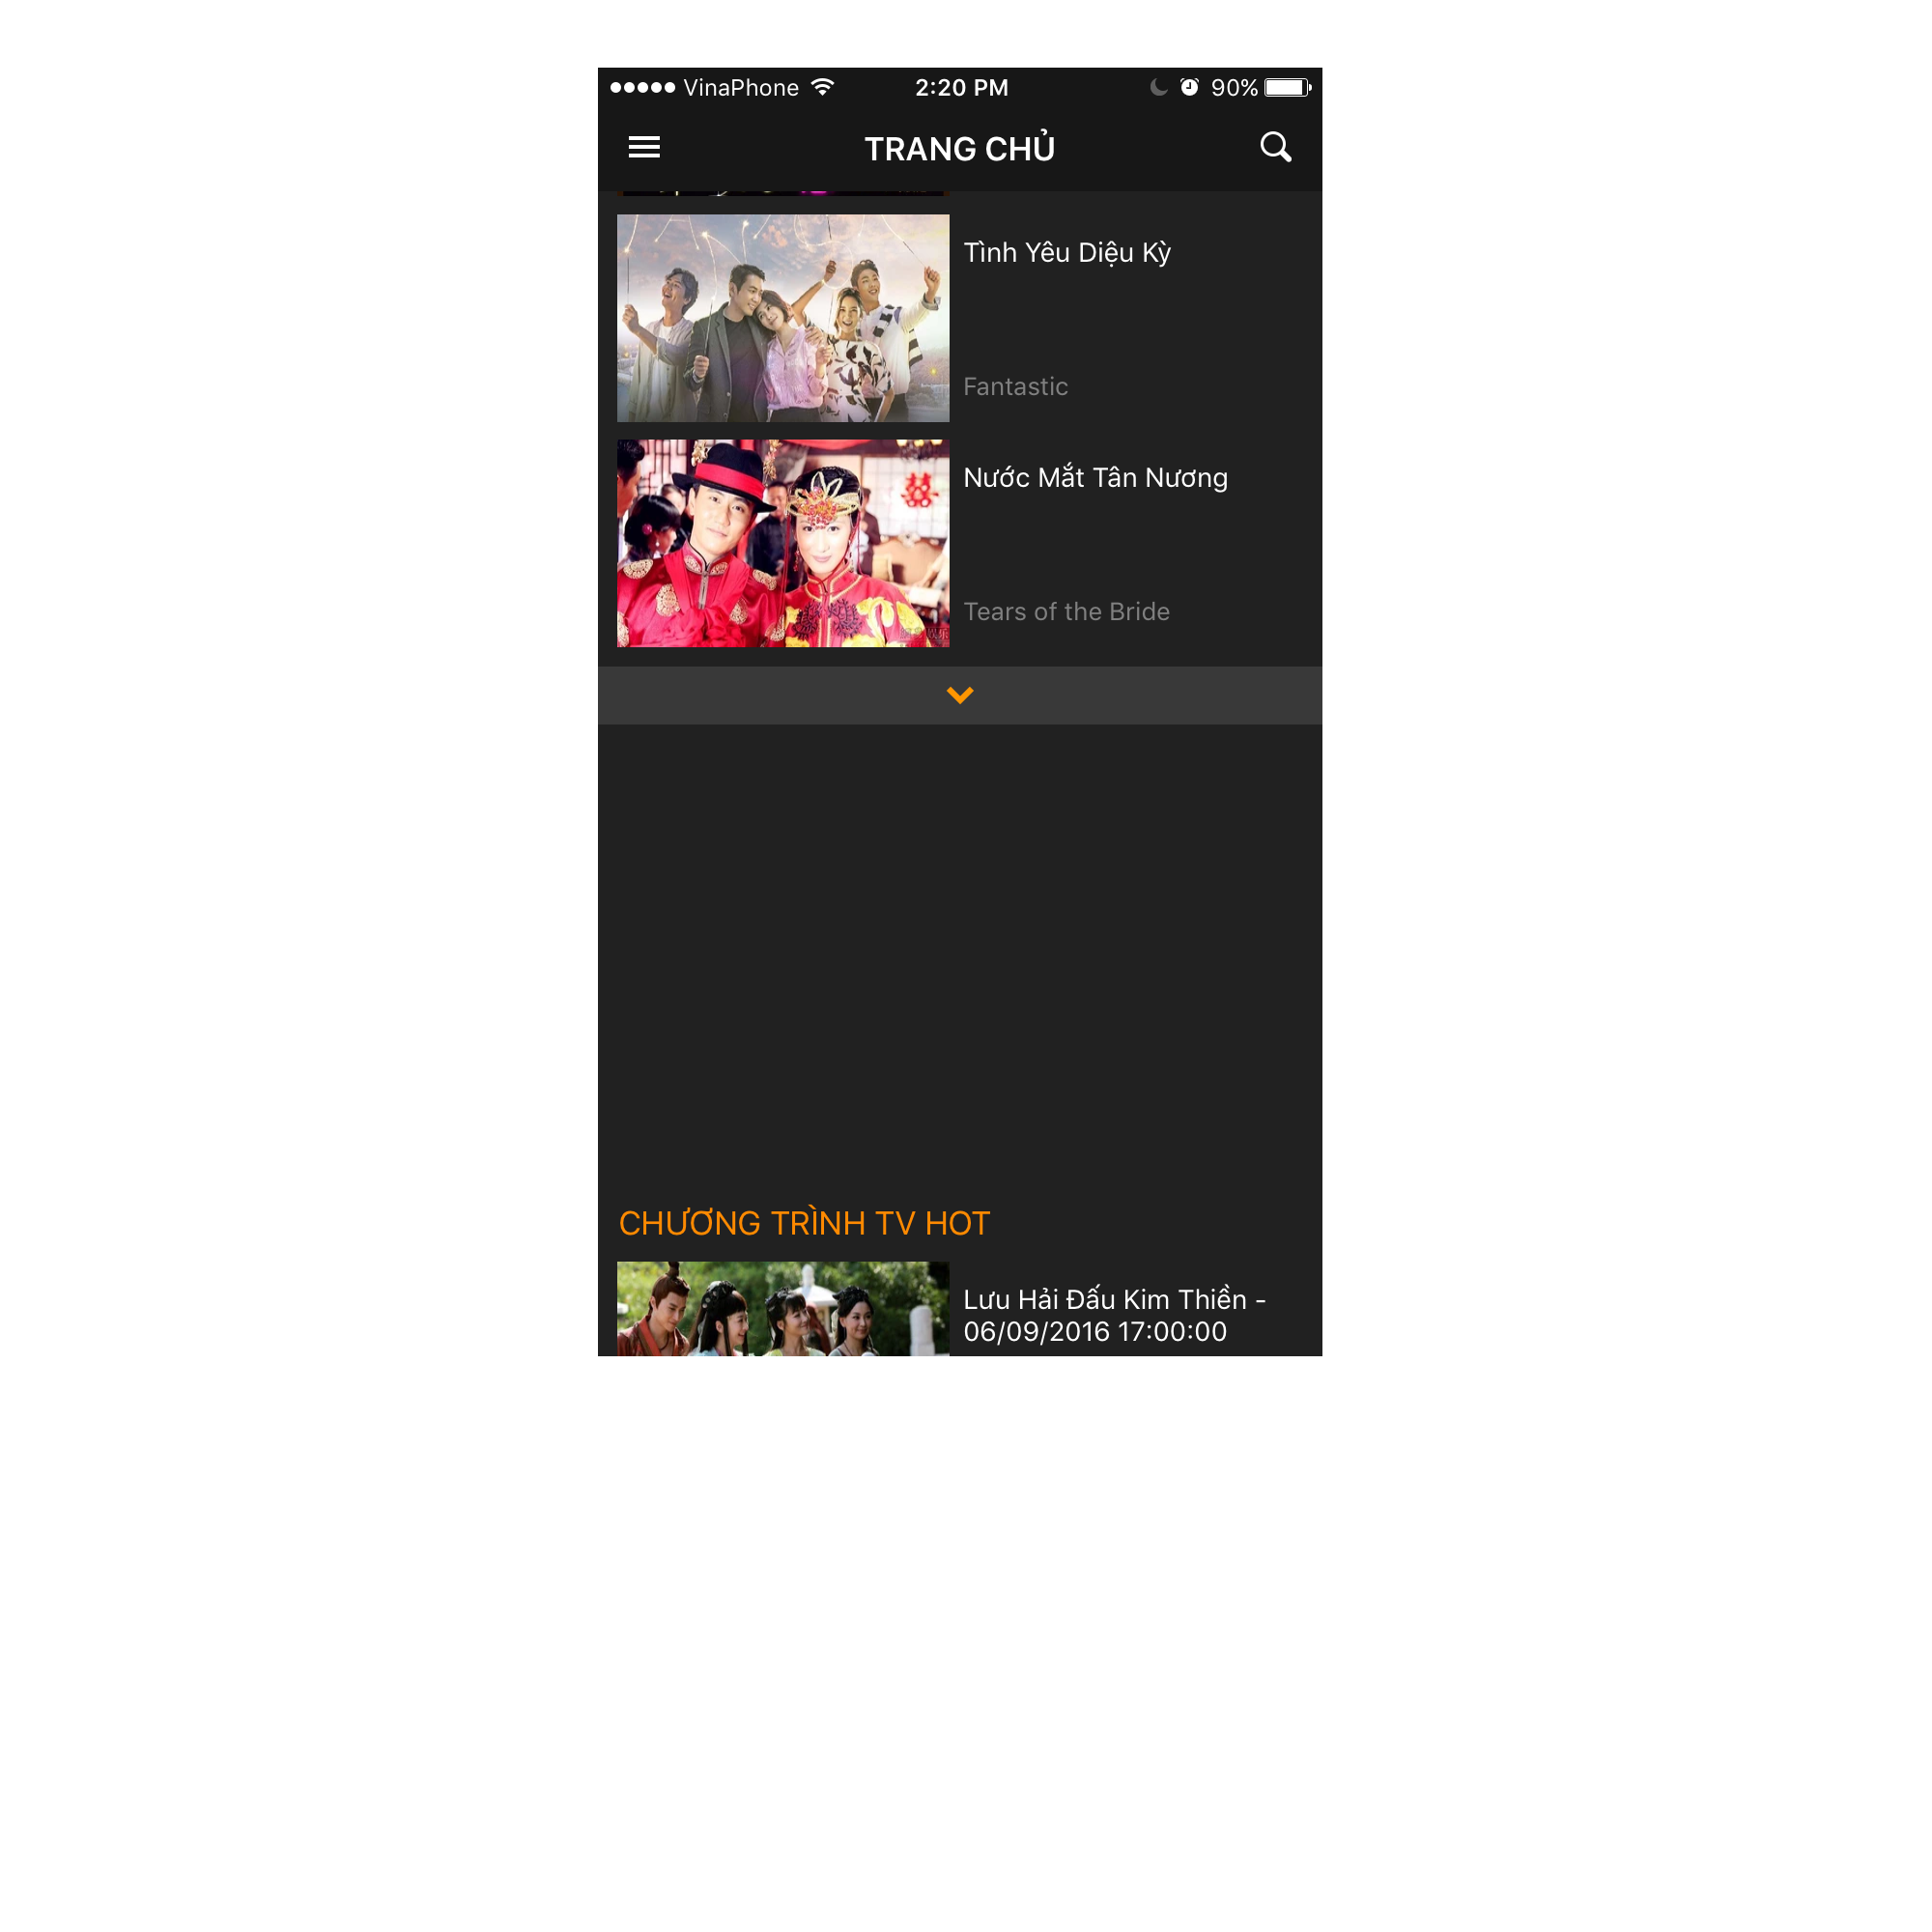 VinaPhone 2:20 PM 90%
TRANG CHỦ
Tình Yêu Diệu Kỳ
Fantastic
Nước Mắt Tân Nương
囍
Tears of the Bride
CHƯƠNG TRÌNH TV HOT
Lưu Hải Đấu Kim Thiền -
06/09/2016 17:00:00